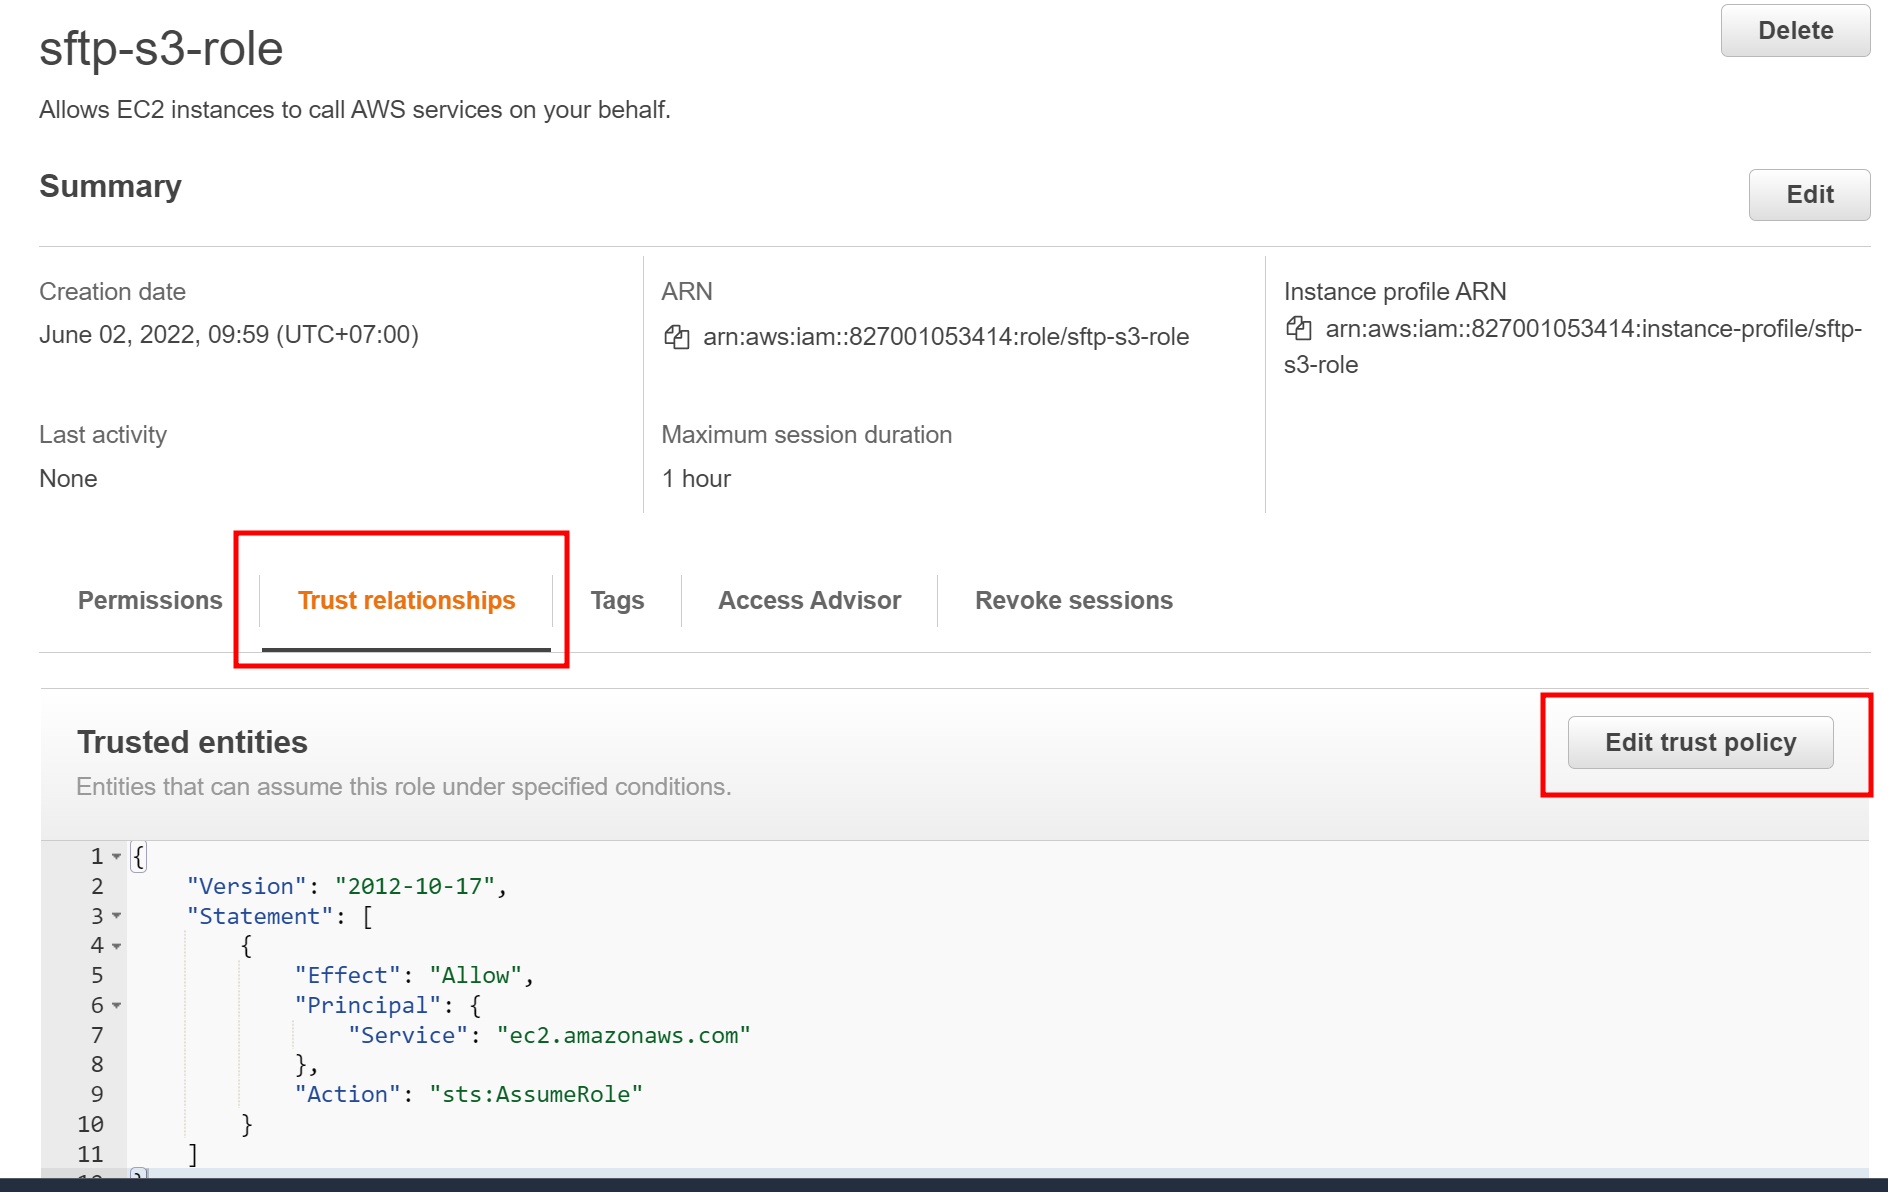 sftp-s3-role
Delete
Allows EC2 instances to call AWS services on your behalf.
Summary
Edit
Creation date
June 02, 2022, 09:59 (UTC+07:00)
ARN
arn:aws:iam::827001053414:role/sftp-s3-role
Instance profile ARN
arn:aws:iam::827001053414:instance-profile/sftp-
s3-role
Last activity
None
Maximum session duration
1 hour
Permissions
Trust relationships
Tags
Access Advisor
Revoke sessions
Trusted entities
Edit trust policy
Entities that can assume this role under specified conditions.
1 {
2 "Version": "2012-10-17",
3 "Statement": [
4 {
5 "Effect": "Allow",
6 "Principal": {
7 "Service": "ec2.amazonaws.com"
8 },
9 "Action": "sts:AssumeRole"
10 }
11 ]